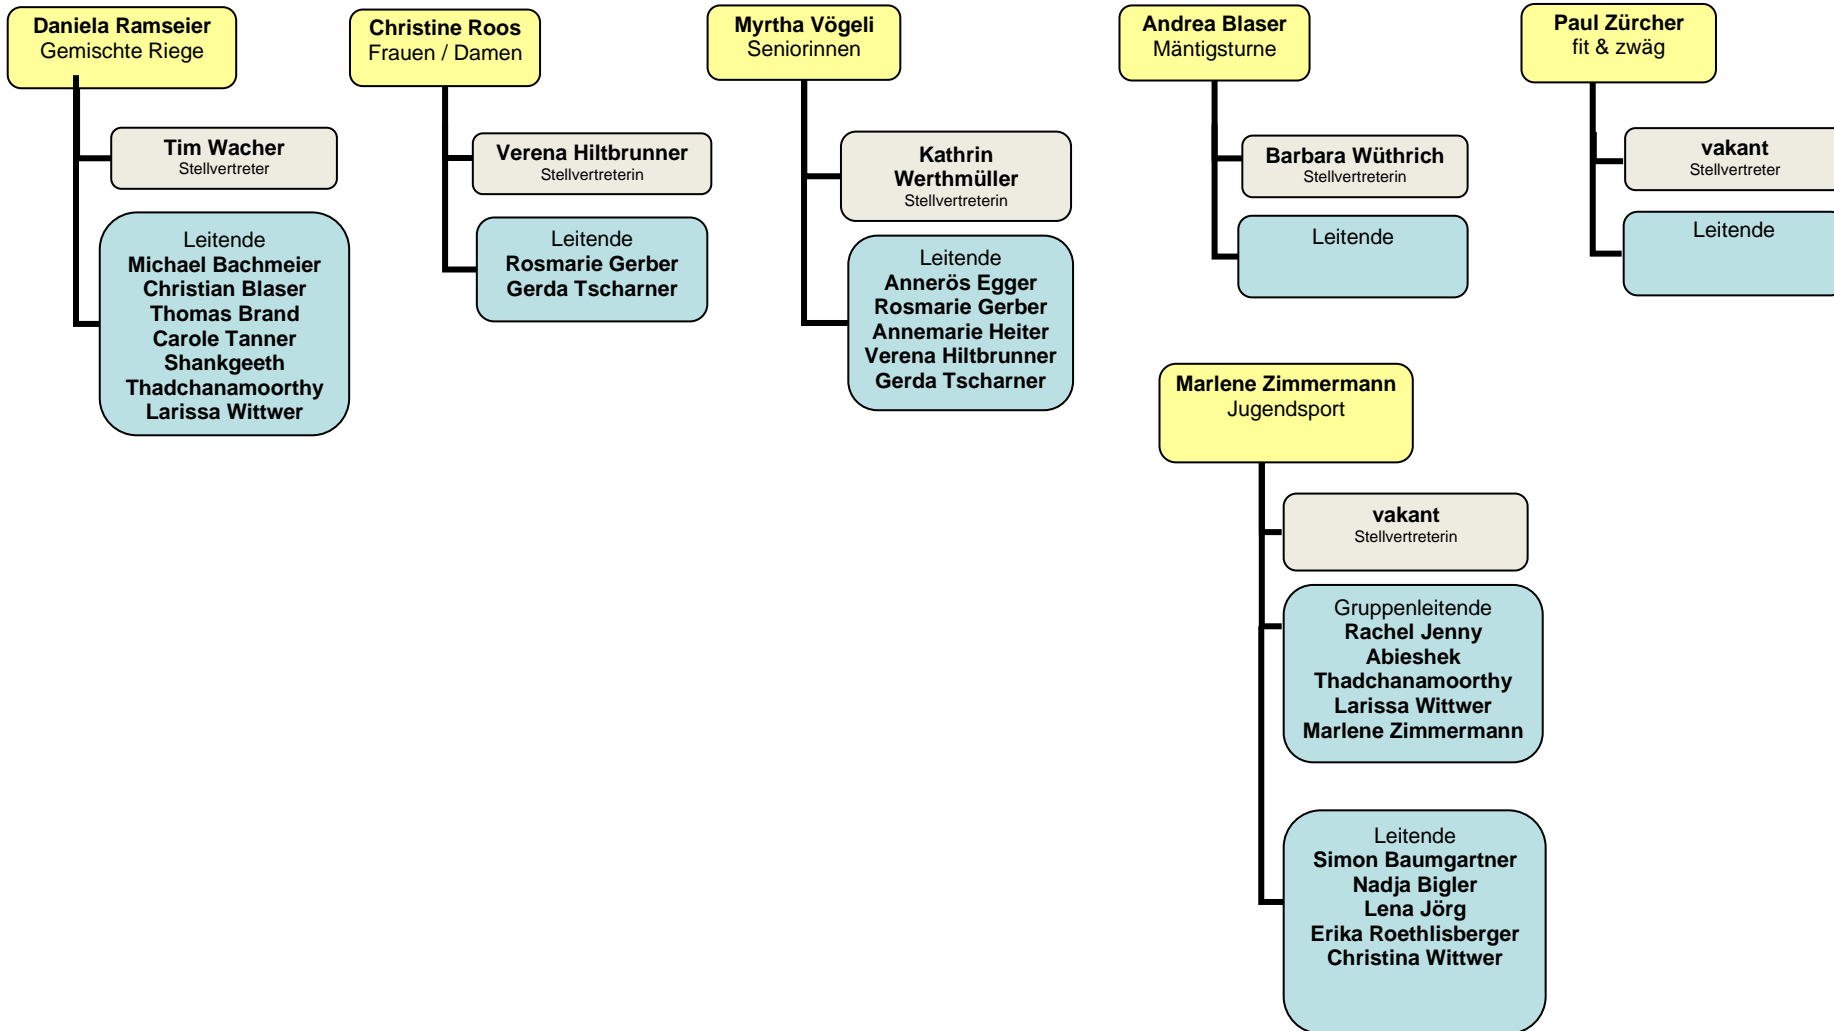 Daniela Ramseier
Gemischte Riege
Tim Wacher
Stellvertreter
Leitende
Michael Bachmeier
Christian Blaser
Thomas Brand
Carole Tanner
Shankgeeth
Thadchanamoorthy
Larissa Wittwer
Christine Roos
Frauen / Damen
Verena Hiltbrunner
Stellvertreterin
Leitende
Rosmarie Gerber
Gerda Tscharner
Myrtha Vögeli
Seniorinnen
Kathrin
Werthmüller
Stellvertreterin
Leitende
Annerös Egger
Rosmarie Gerber
Annemarie Heiter
Verena Hiltbrunner
Gerda Tscharner
Andrea Blaser
Mäntigsturne
Barbara Wüthrich
Stellvertreterin
Leitende
Paul Zürcher
fit & zwäg
vakant
Stellvertreter
Leitende
Marlene Zimmermann
Jugendsport
vakant
Stellvertreterin
Gruppenleitende
Rachel Jenny
Abieshek
Thadchanamoorthy
Larissa Wittwer
Marlene Zimmermann
Leitende
Simon Baumgartner
Nadja Bigler
Lena Jörg
Erika Roethlisberger
Christina Wittwer